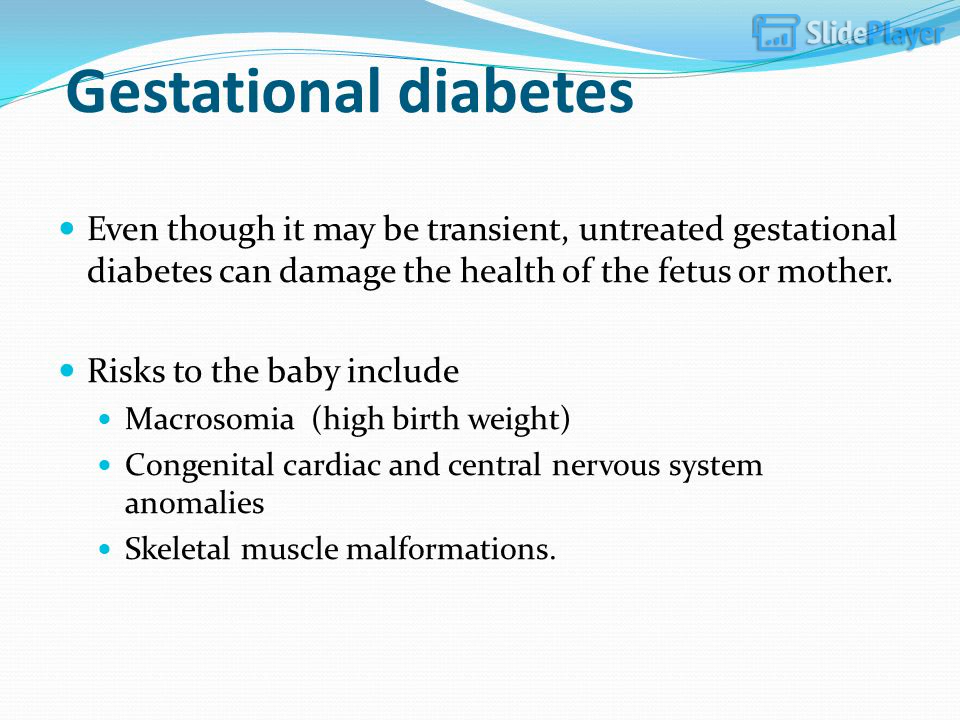 SlidePlayer
Gestational diabetes
Even though it may be transient, untreated gestational
diabetes can damage the health of the fetus or mother.
Risks to the baby include
Macrosomia  (high birth weight)
Congenital cardiac and central nervous system
anomalies
Skeletal muscle malformations.